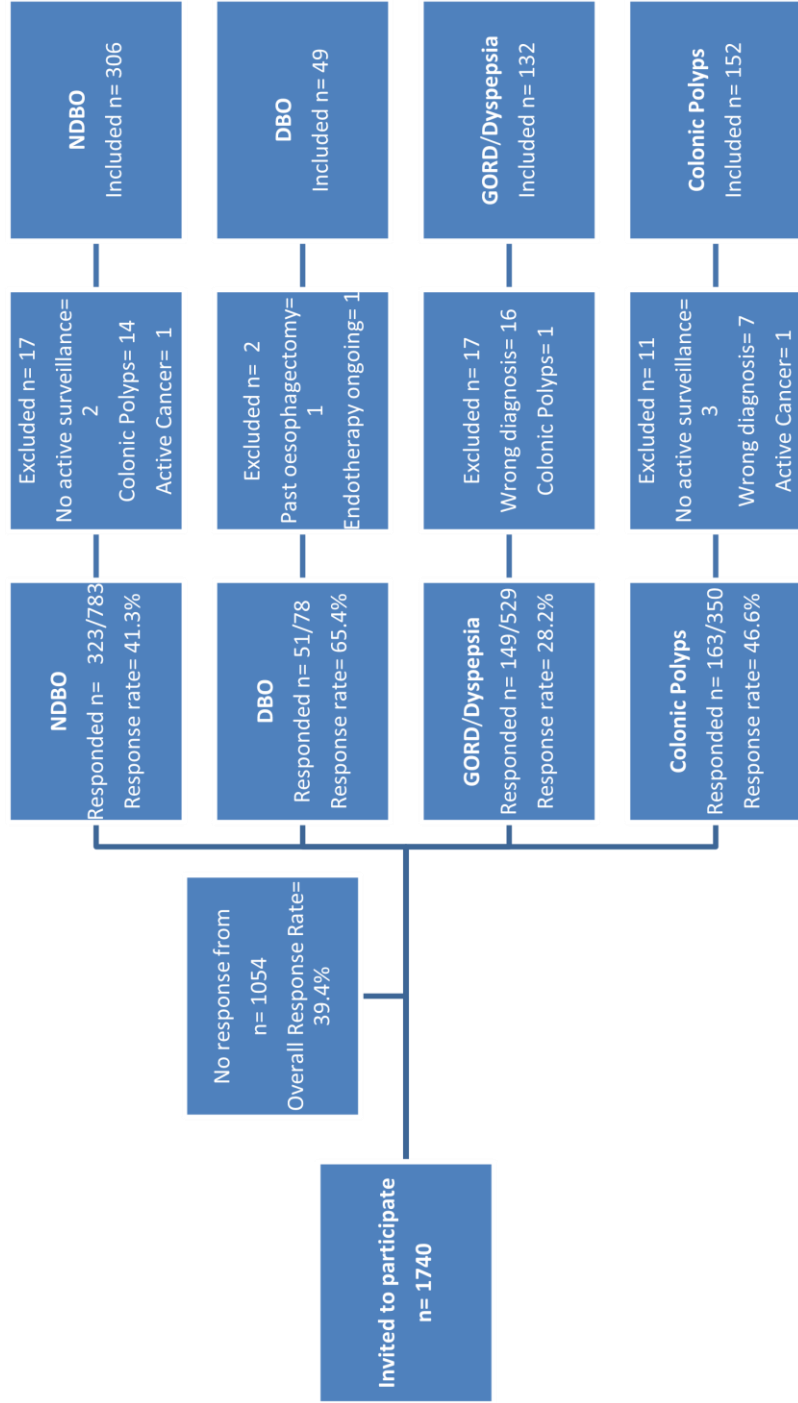 Invited to participate
n= 1740
No response from
n= 1054
Overall Response Rate=
39.4%
NDBO
Responded n= 323/783
Response rate= 41.3%
Excluded n= 17
No active surveillance=
2
Colonic Polyps= 14
Active Cancer= 1
NDBO
Included n= 306
DBO
Responded n= 51/78
Response rate= 65.4%
Excluded n= 2
Past oesophagectomy=
1
Endotherapy ongoing= 1
DBO
Included n= 49
GORD/Dyspepsia
Responded n= 149/529
Response rate= 28.2%
Excluded n= 17
Wrong diagnosis= 16
Colonic Polyps= 1
GORD/Dyspepsia
Included n= 132
Colonic Polyps
Responded n= 163/350
Response rate= 46.6%
Excluded n= 11
No active surveillance=
3
Wrong diagnosis= 7
Active Cancer= 1
Colonic Polyps
Included n= 152